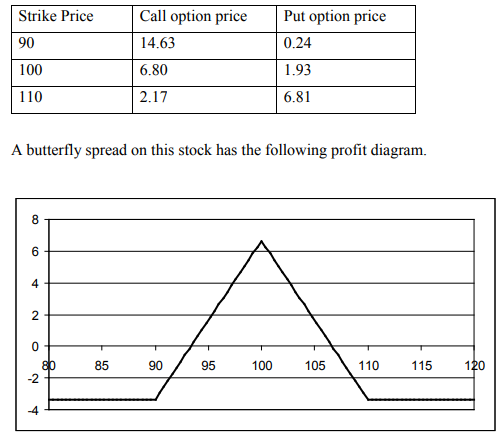 Strike Price Call option price Put option price
90 14.63 0.24
100 6.80 1.93
110 2.17 6.81
A butterfly spread on this stock has the following profit diagram.
8
6
4
2
0
80 85 90 95 100 105 110 115 120
-2
-4